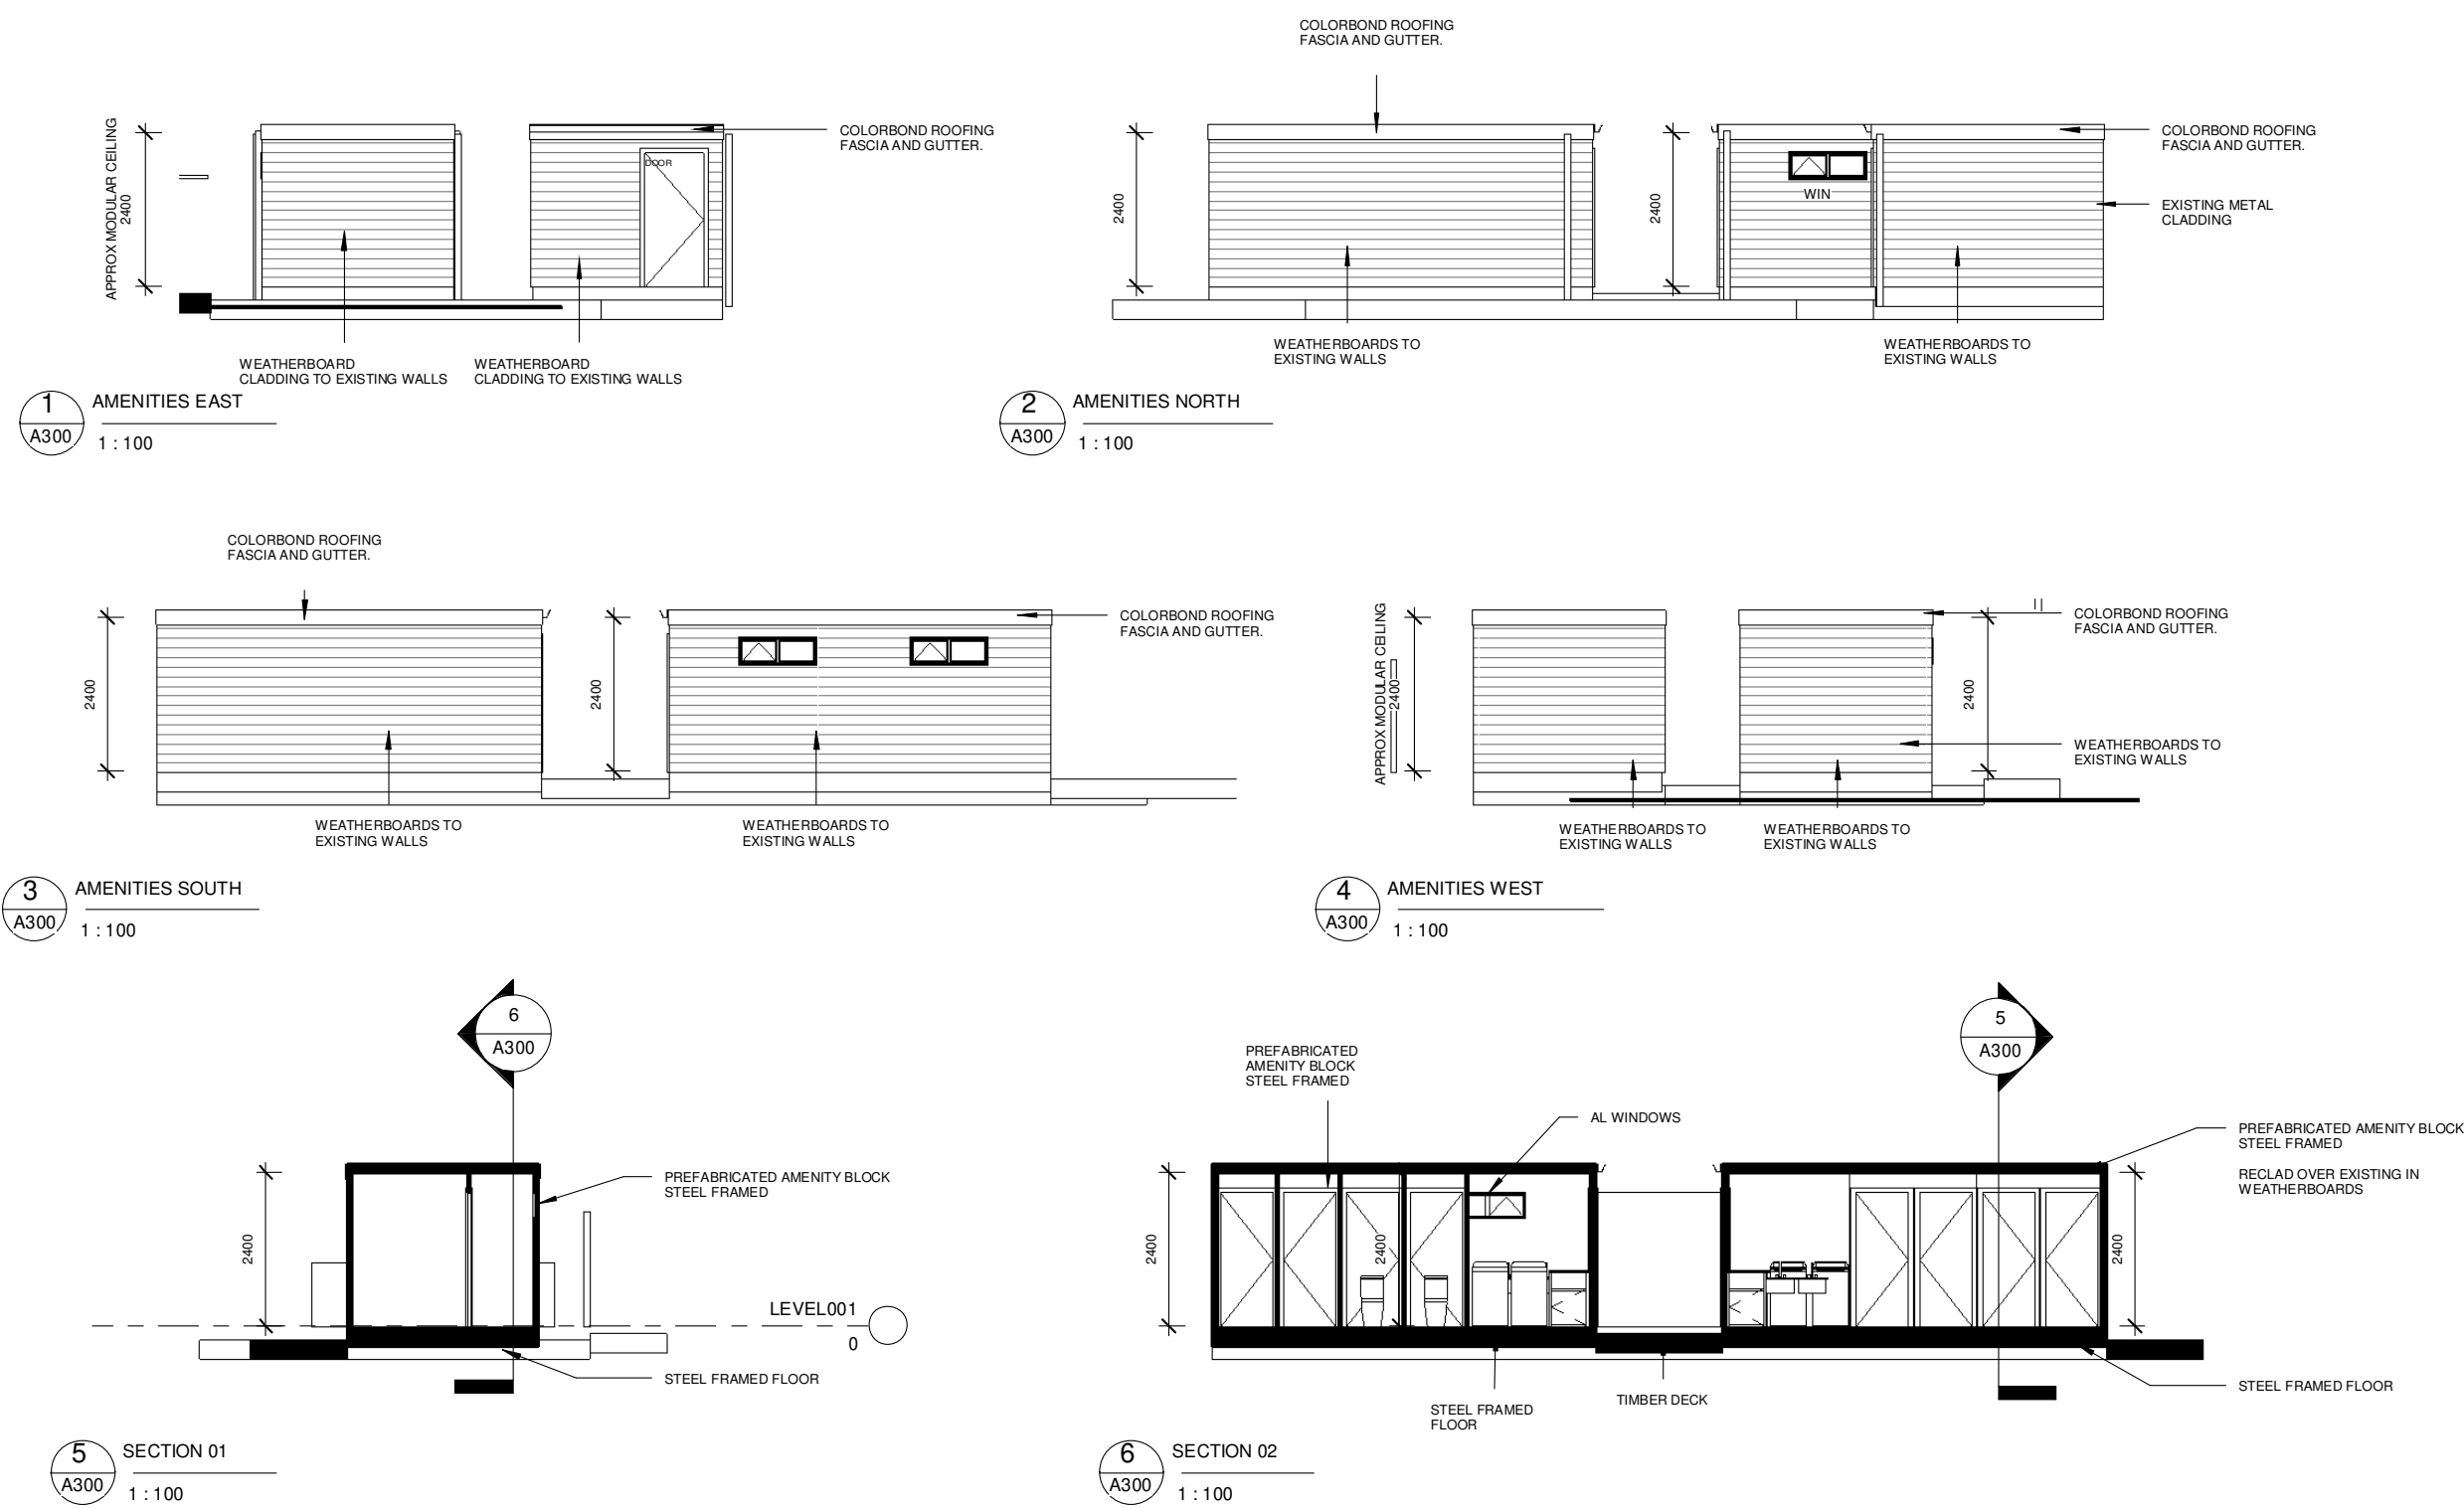 COLORBOND ROOFING
FASCIA AND GUTTER.
APPROX MODULAR CEILING
2400
DOOR
COLORBOND ROOFING
FASCIA AND GUTTER.
WEATHERBOARD
CLADDING TO EXISTING WALLS
WEATHERBOARD
CLADDING TO EXISTING WALLS
1
A300
AMENITIES EAST
1 : 100
2400
2400
WIN
COLORBOND ROOFING
FASCIA AND GUTTER.
EXISTING METAL
CLADDING
WEATHERBOARDS TO
EXISTING WALLS
WEATHERBOARDS TO
EXISTING WALLS
2
A300
AMENITIES NORTH
1 : 100
COLORBOND ROOFING
FASCIA AND GUTTER.
2400
2400
COLORBOND ROOFING
FASCIA AND GUTTER.
WEATHERBOARDS TO
EXISTING WALLS
WEATHERBOARDS TO
EXISTING WALLS
3
A300
AMENITIES SOUTH
1 : 100
APPROX MODULAR CEILING
2400
2400
COLORBOND ROOFING
FASCIA AND GUTTER.
WEATHERBOARDS TO
EXISTING WALLS
WEATHERBOARDS TO
EXISTING WALLS
WEATHERBOARDS TO
EXISTING WALLS
4
A300
AMENITIES WEST
1 : 100
6
A300
2400
PREFABRICATED AMENITY BLOCK
STEEL FRAMED
LEVEL001
0
STEEL FRAMED FLOOR
5
A300
SECTION 01
1 : 100
PREFABRICATED
AMENITY BLOCK
STEEL FRAMED
AL WINDOWS
5
A300
PREFABRICATED AMENITY BLOCK
STEEL FRAMED
RECLAD OVER EXISTING IN
WEATHERBOARDS
2400
2400
2400
STEEL FRAMED
FLOOR
TIMBER DECK
STEEL FRAMED FLOOR
6
A300
SECTION 02
1 : 100